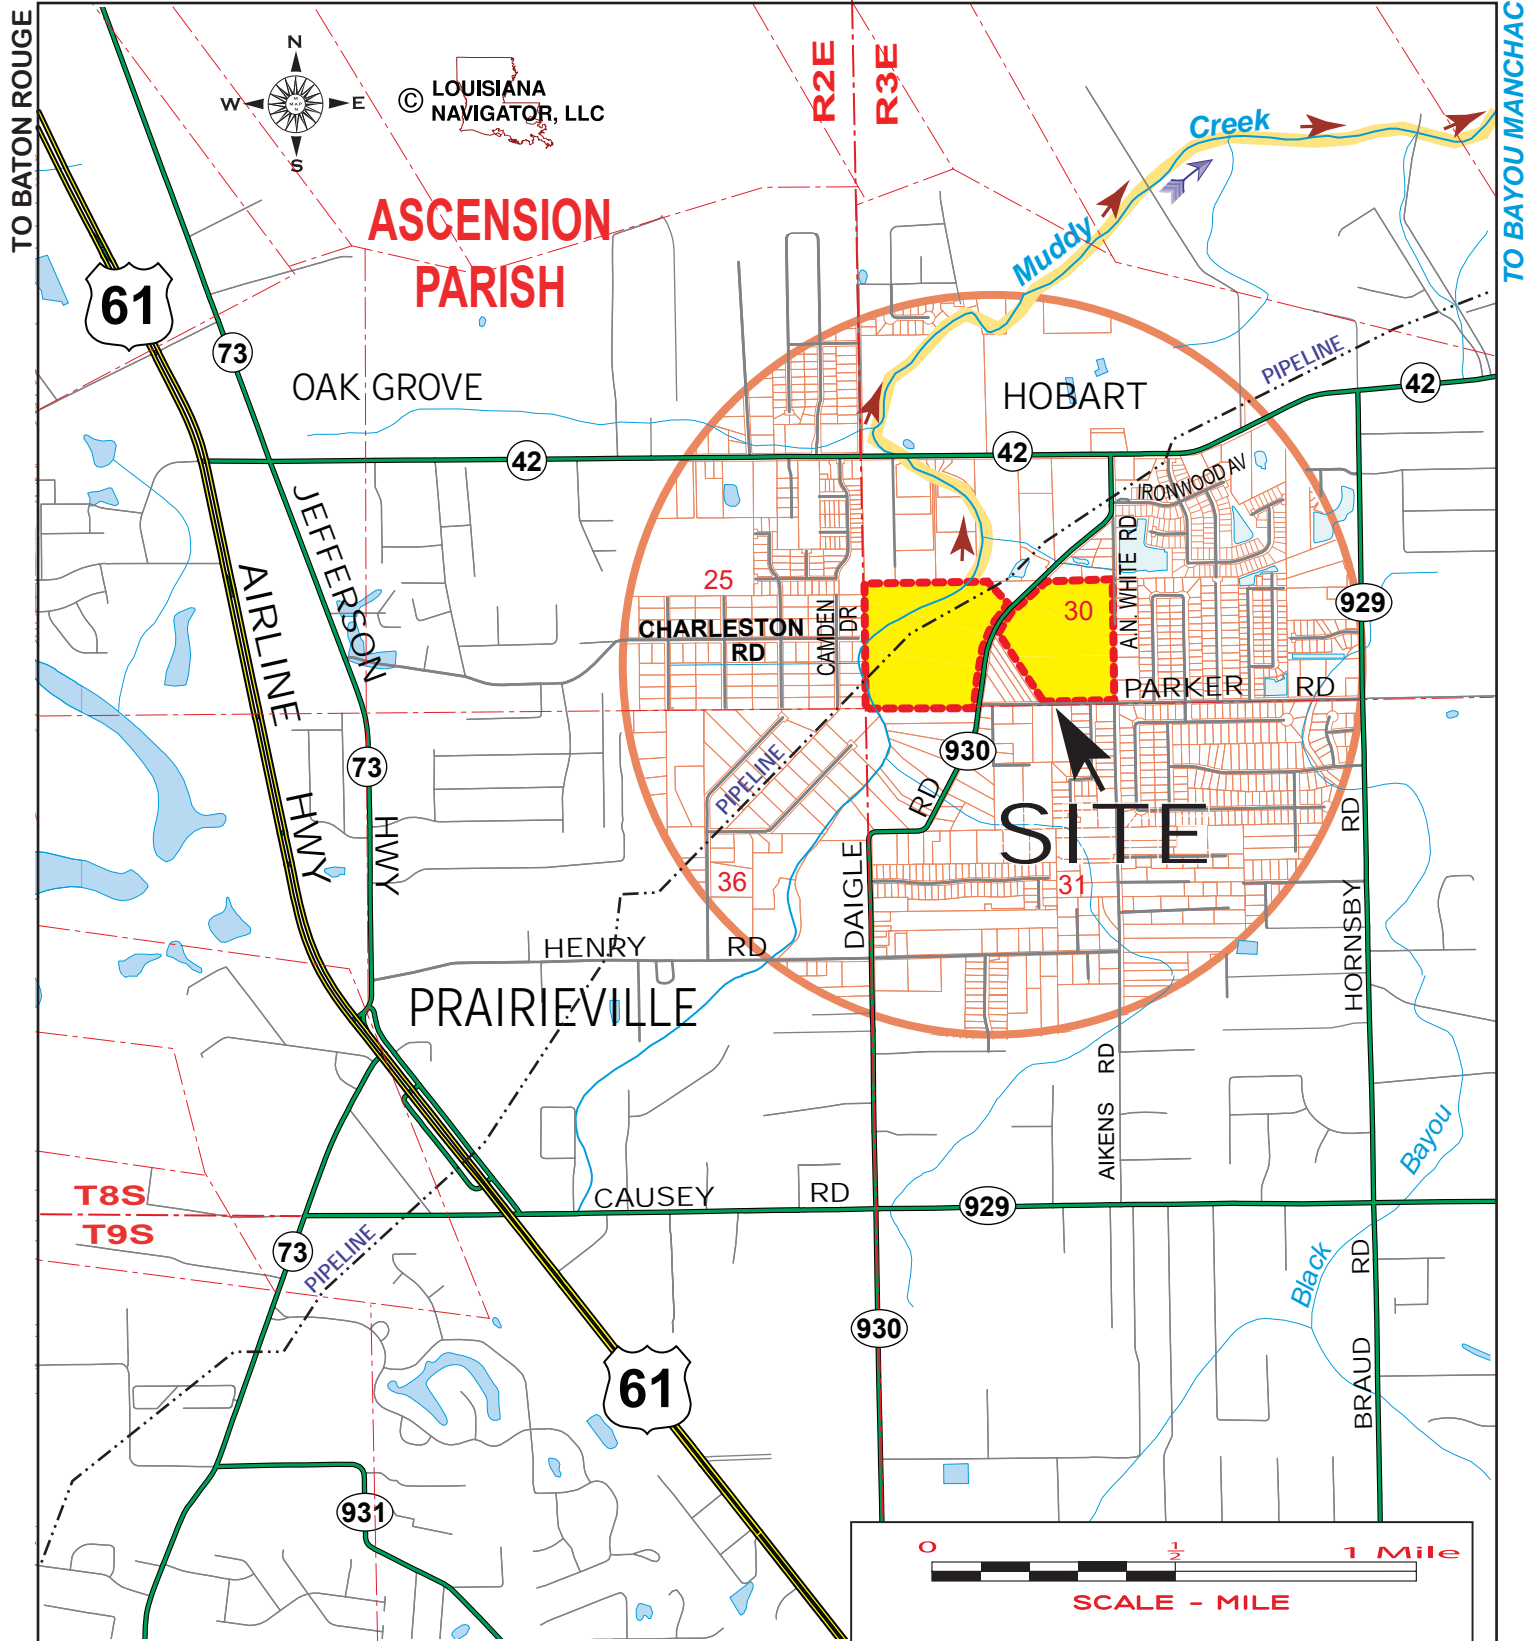 TO BATON ROUGE
TO BAYOU MANCHAC
N
W
E
S
MAP
© LOUISIANA
NAVIGATOR, LLC
R2E
R3E
ASCENSION
PARISH
Creek
Muddy
61
73
OAK GROVE
HOBART
PIPELINE
42
42
42
IRONWOOD AV
JEFFERSON
AIRLINE
A.N. WHITE RD
25
30
929
CHARLESTON
RD
CAMDEN
DR
PARKER RD
930
73
PIPELINE
RD
SITE
RD
HWY
HWY
DAIGLE
36
31
HENRY RD
HORNSBY
PRAIRIEVILLE
RD
AIKENS
Bayou
T8S
T9S
CAUSEY RD
929
73
PIPELINE
RD
Black
930
61
BRAUD
931
0 1/2 1 Mile
SCALE - MILE